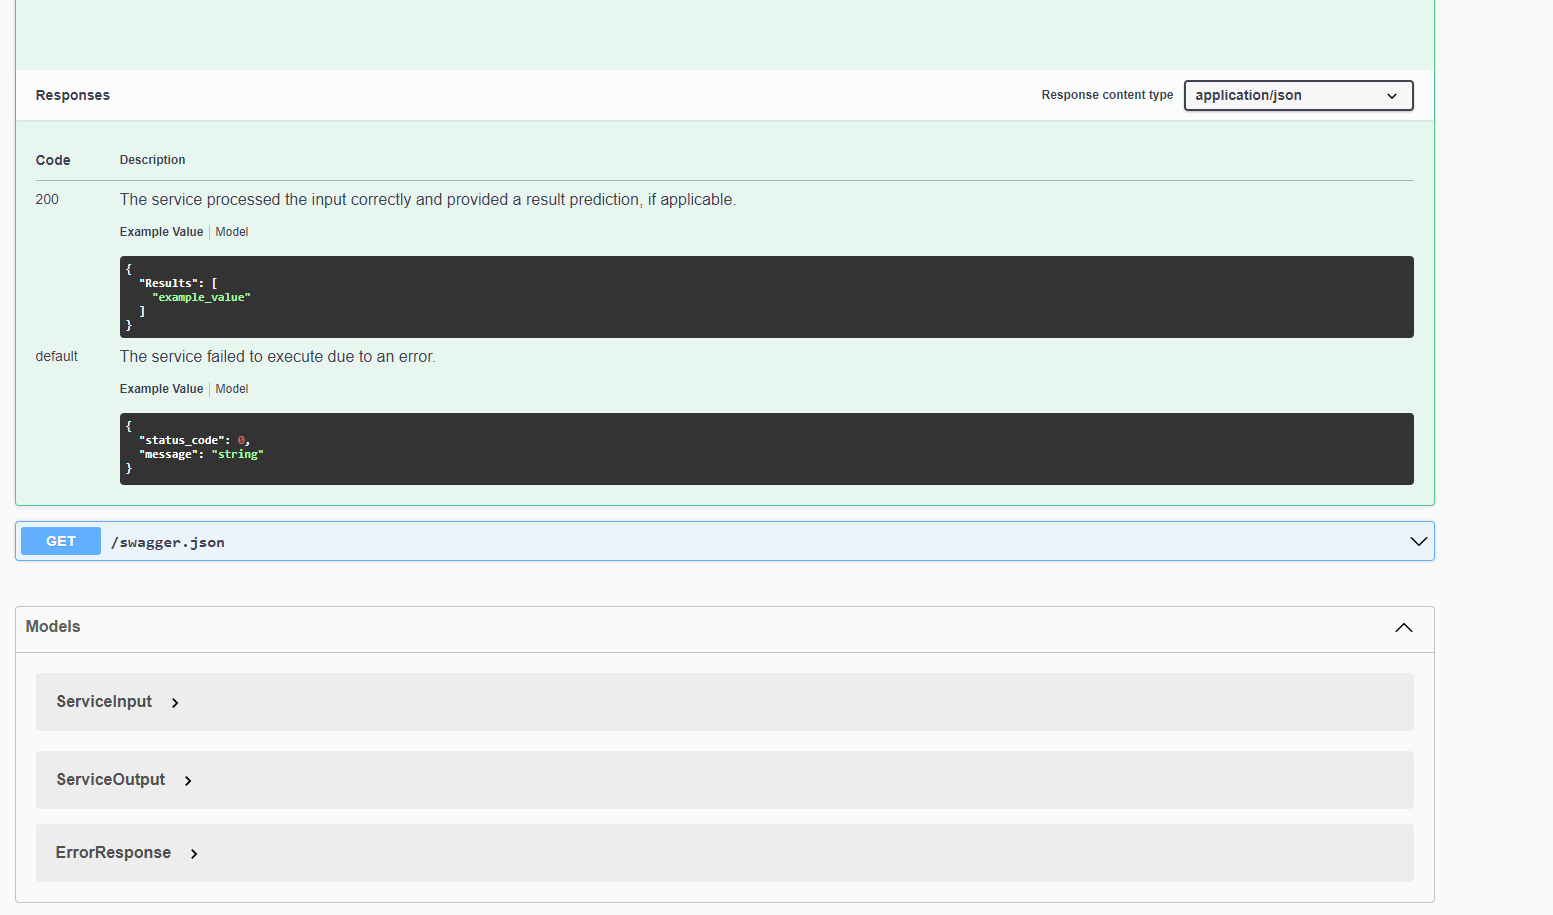 Responses
Response content type
application/json
Code Description
200 The service processed the input correctly and provided a result prediction, if applicable.
Example Value Model
{
  "Results": [
    "example_value"
  ]
}
default The service failed to execute due to an error.
Example Value Model
{
  "status_code": 0,
  "message": "string"
}
GET /swagger.json
Models
ServiceInput
ServiceOutput
ErrorResponse